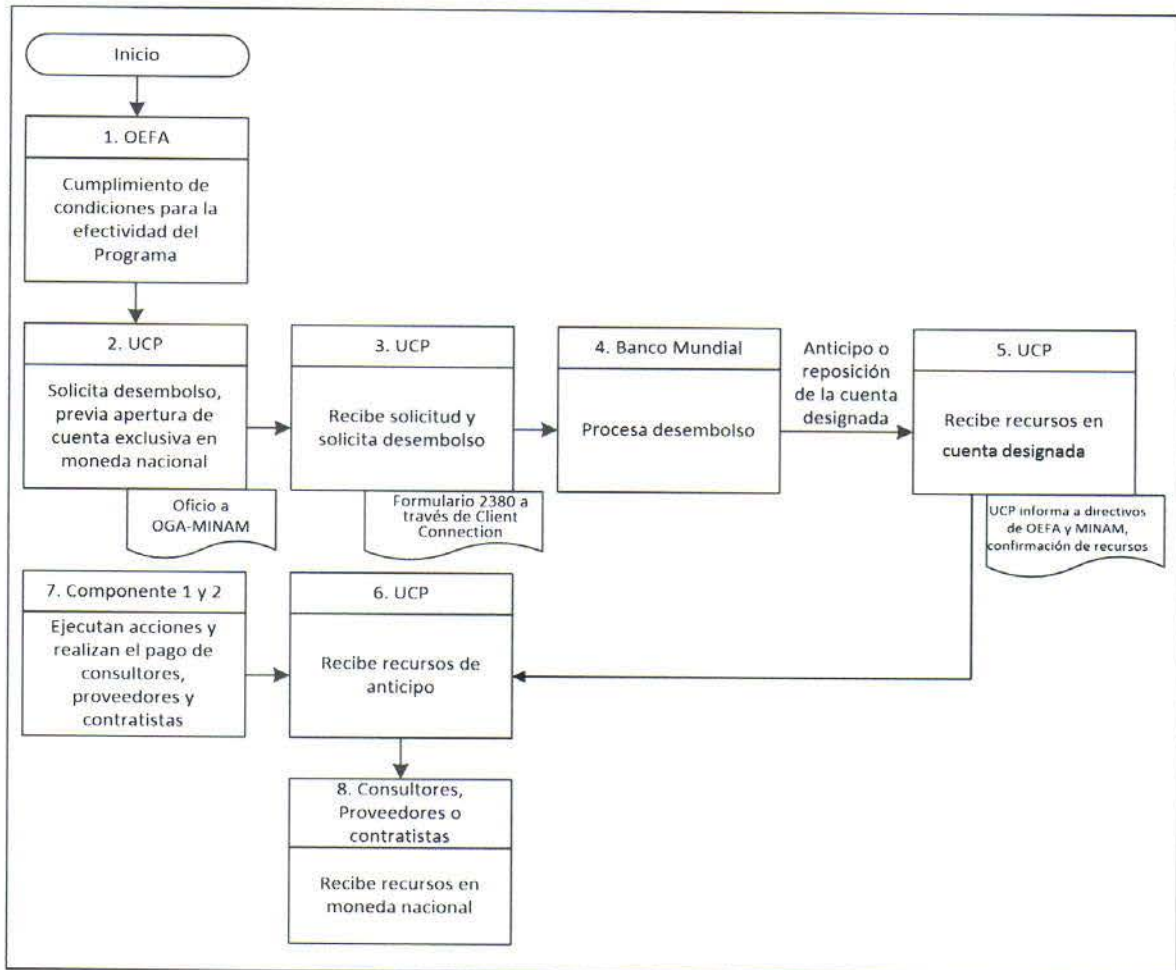 Inicio
1. OEFA
Cumplimiento de
condiciones para la
efectividad del
Programa
2. UCP
Solicita desembolso,
previa apertura de
cuenta exclusiva en
moneda nacional
Oficio a
OGA-MINAM
3. UCP
Recibe solicitud y
solicita desembolso
Formulario 2380 a
través de Client
Connection
4. Banco Mundial
Procesa desembolso
Anticipo o
reposición
de la cuenta
designada
5. UCP
Recibe recursos en
cuenta designada
UCP informa a directivos
de OEFA y MINAM,
confirmación de recursos
7. Componente 1 y 2
Ejecutan acciones y
realizan el pago de
consultores,
proveedores y
contratistas
6. UCP
Recibe recursos de
anticipo
8. Consultores,
Proveedores o
contratistas
Recibe recursos en
moneda nacional